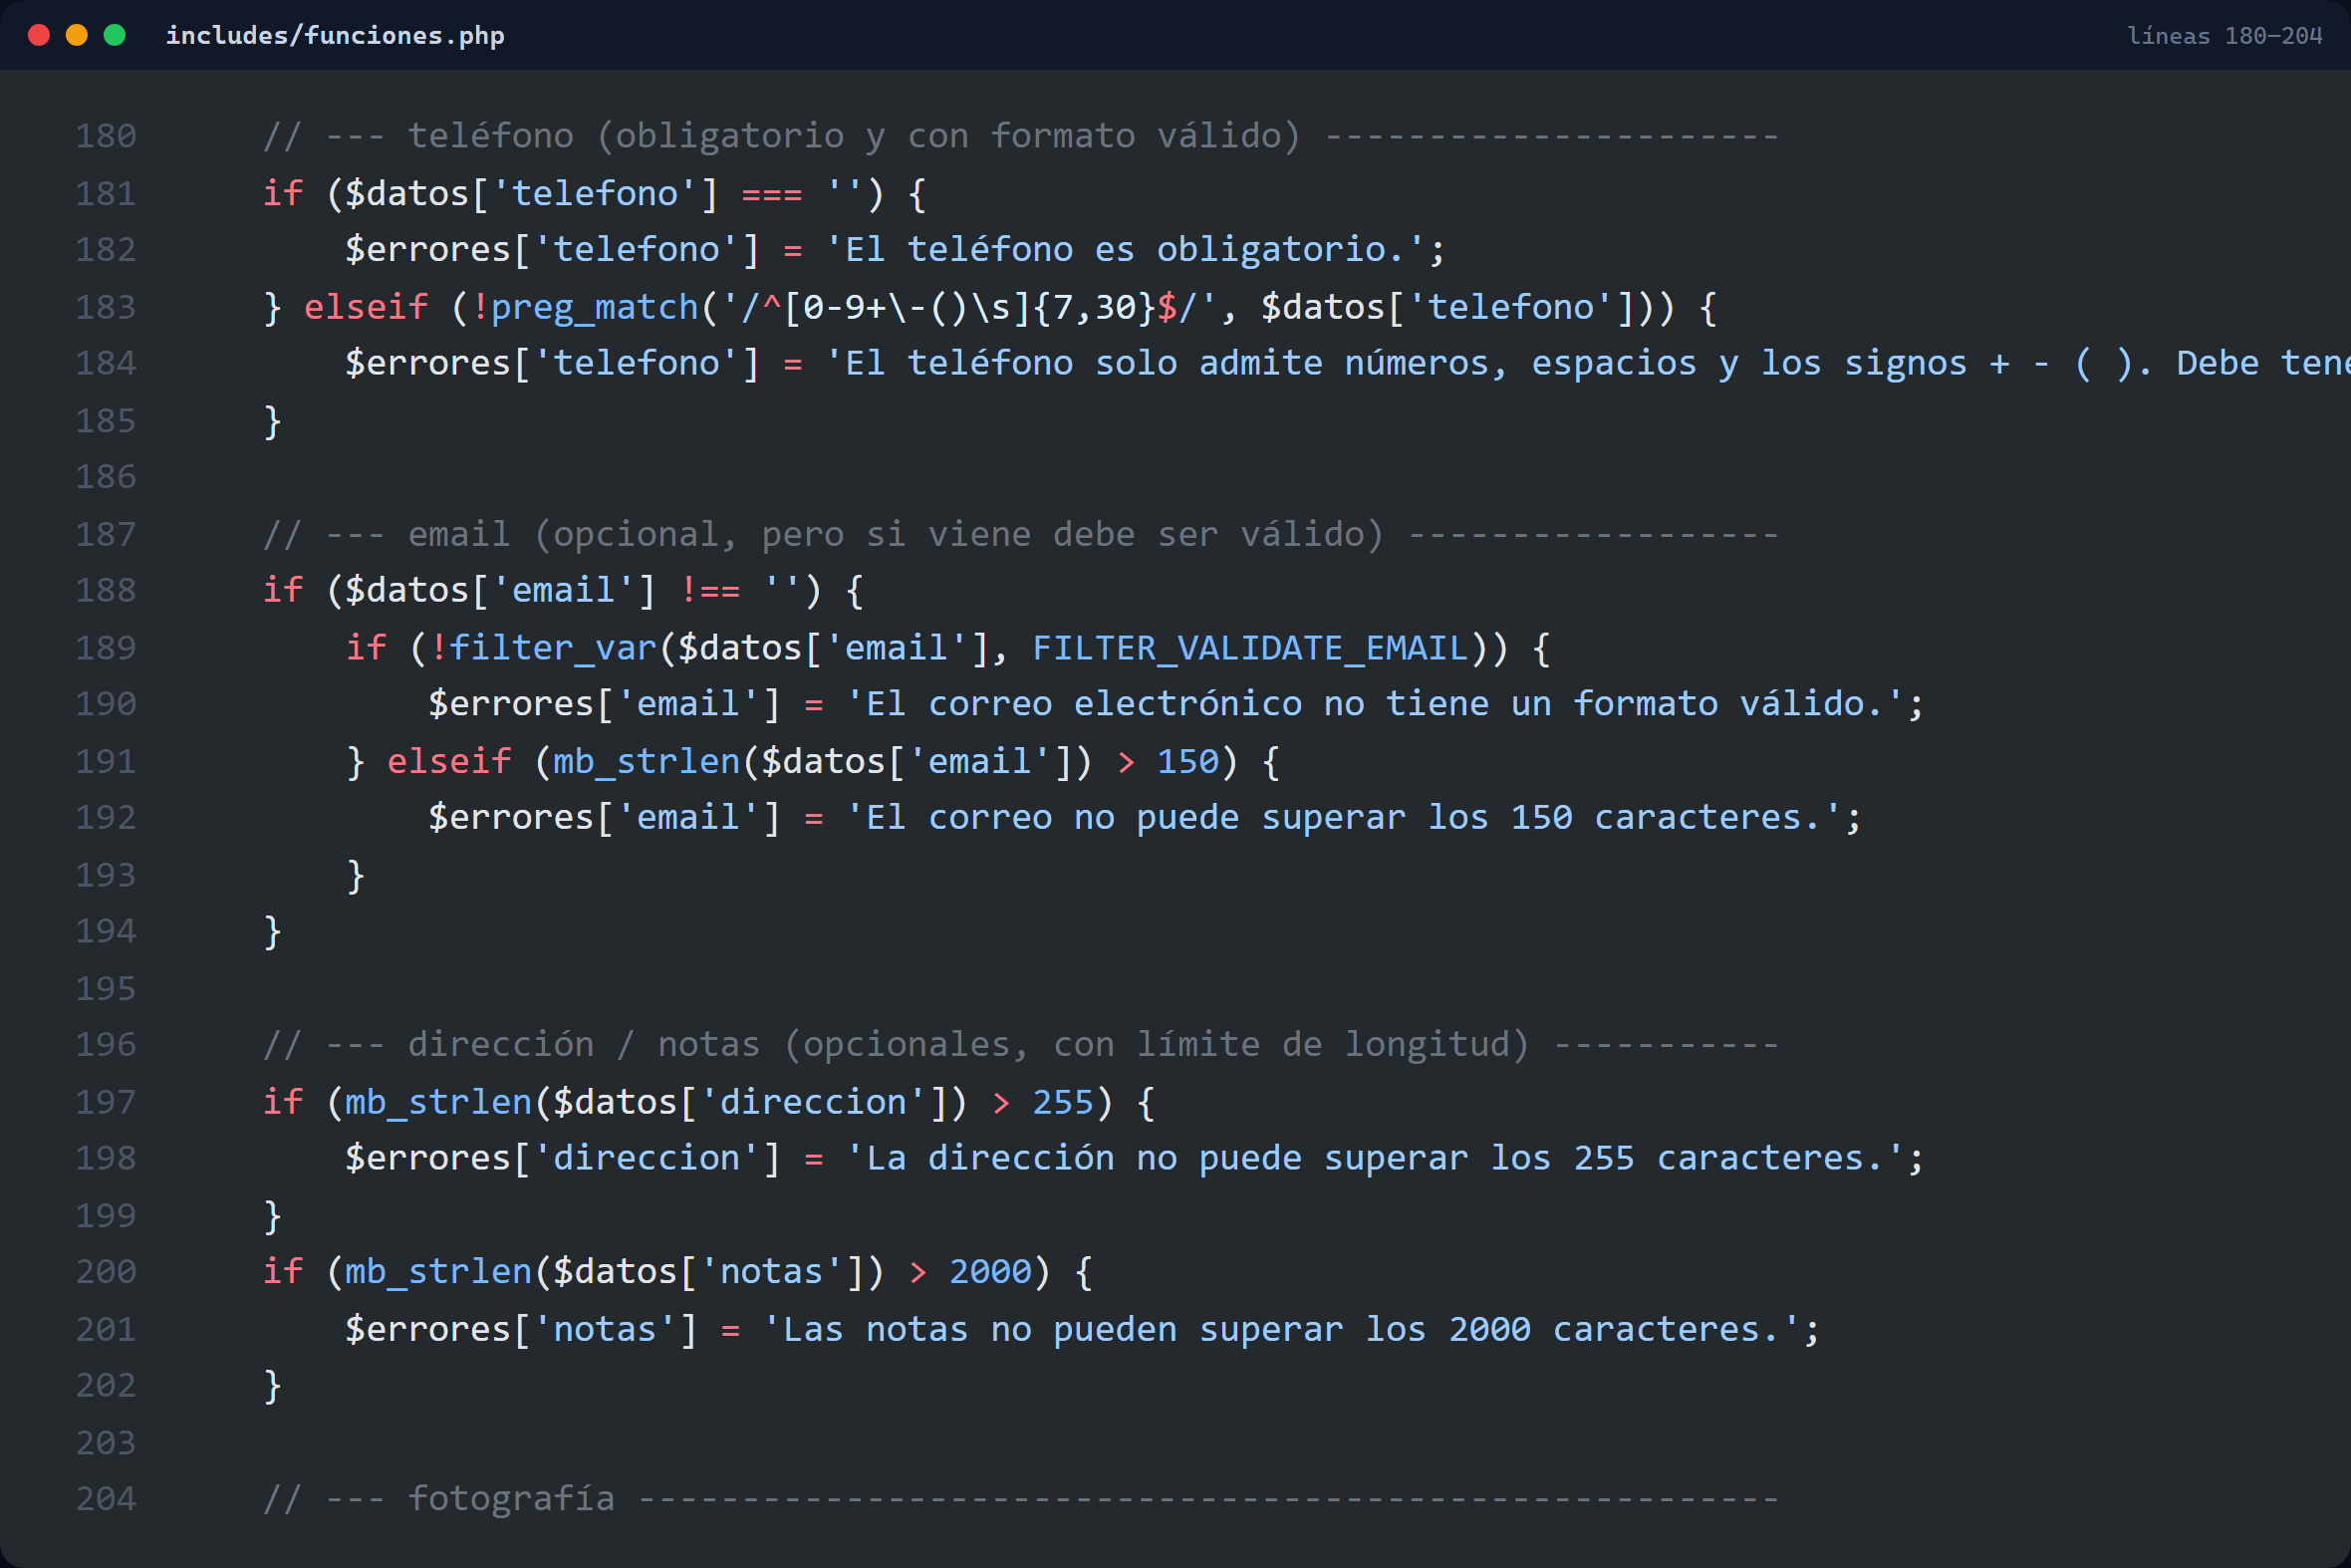 includes/funciones.php
líneas 180–204
180 // --- teléfono (obligatorio y con formato válido) ----------------------
181 if ($datos['telefono'] === '') {
182 $errores['telefono'] = 'El teléfono es obligatorio.';
183 } elseif (!preg_match('/^[0-9+\-()\s]{7,30}$/', $datos['telefono'])) {
184 $errores['telefono'] = 'El teléfono solo admite números, espacios y los signos + - ( ). Debe tene
185 }
186
187 // --- email (opcional, pero si viene debe ser válido) ------------------
188 if ($datos['email'] !== '') {
189 if (!filter_var($datos['email'], FILTER_VALIDATE_EMAIL)) {
190 $errores['email'] = 'El correo electrónico no tiene un formato válido.';
191 } elseif (mb_strlen($datos['email']) > 150) {
192 $errores['email'] = 'El correo no puede superar los 150 caracteres.';
193 }
194 }
195
196 // --- dirección / notas (opcionales, con límite de longitud) -----------
197 if (mb_strlen($datos['direccion']) > 255) {
198 $errores['direccion'] = 'La dirección no puede superar los 255 caracteres.';
199 }
200 if (mb_strlen($datos['notas']) > 2000) {
201 $errores['notas'] = 'Las notas no pueden superar los 2000 caracteres.';
202 }
203
204 // --- fotografía -------------------------------------------------------